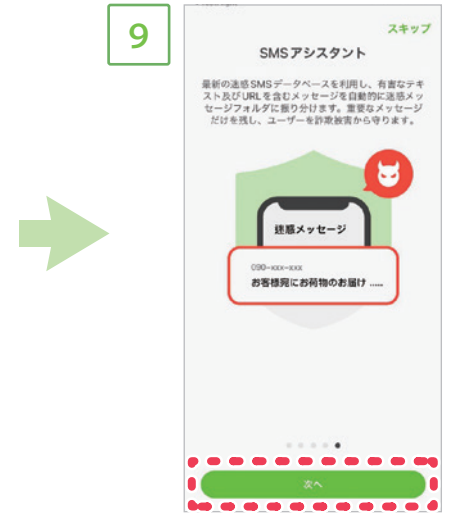 9
スキップ
SMSアシスタント
最新の迷惑SMSデータベースを利用し、有害なテキ
スト及びURLを含むメッセージを自動的に迷惑メッ
セージフォルダに振り分けます。重要なメッセージ
だけを残し、ユーザーを詐欺被害から守ります。
迷惑メッセージ
090-xxx-xxx
お客様宛にお荷物のお届け ......
次へ